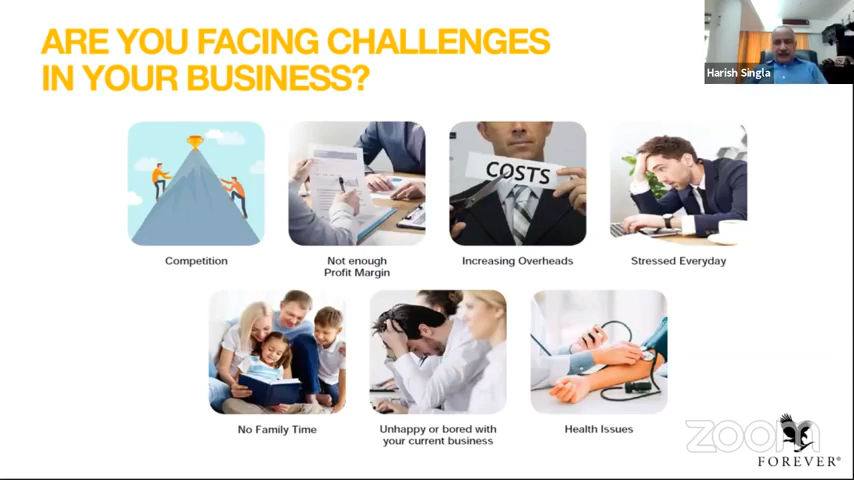 ARE YOU FACING CHALLENGES
IN YOUR BUSINESS?
Harish Singla
COSTS
Competition
Not enough
Profit Margin
Increasing Overheads
Stressed Everyday
No Family Time
Unhappy or bored with
your current business
Health Issues
zoom
FOREVER®